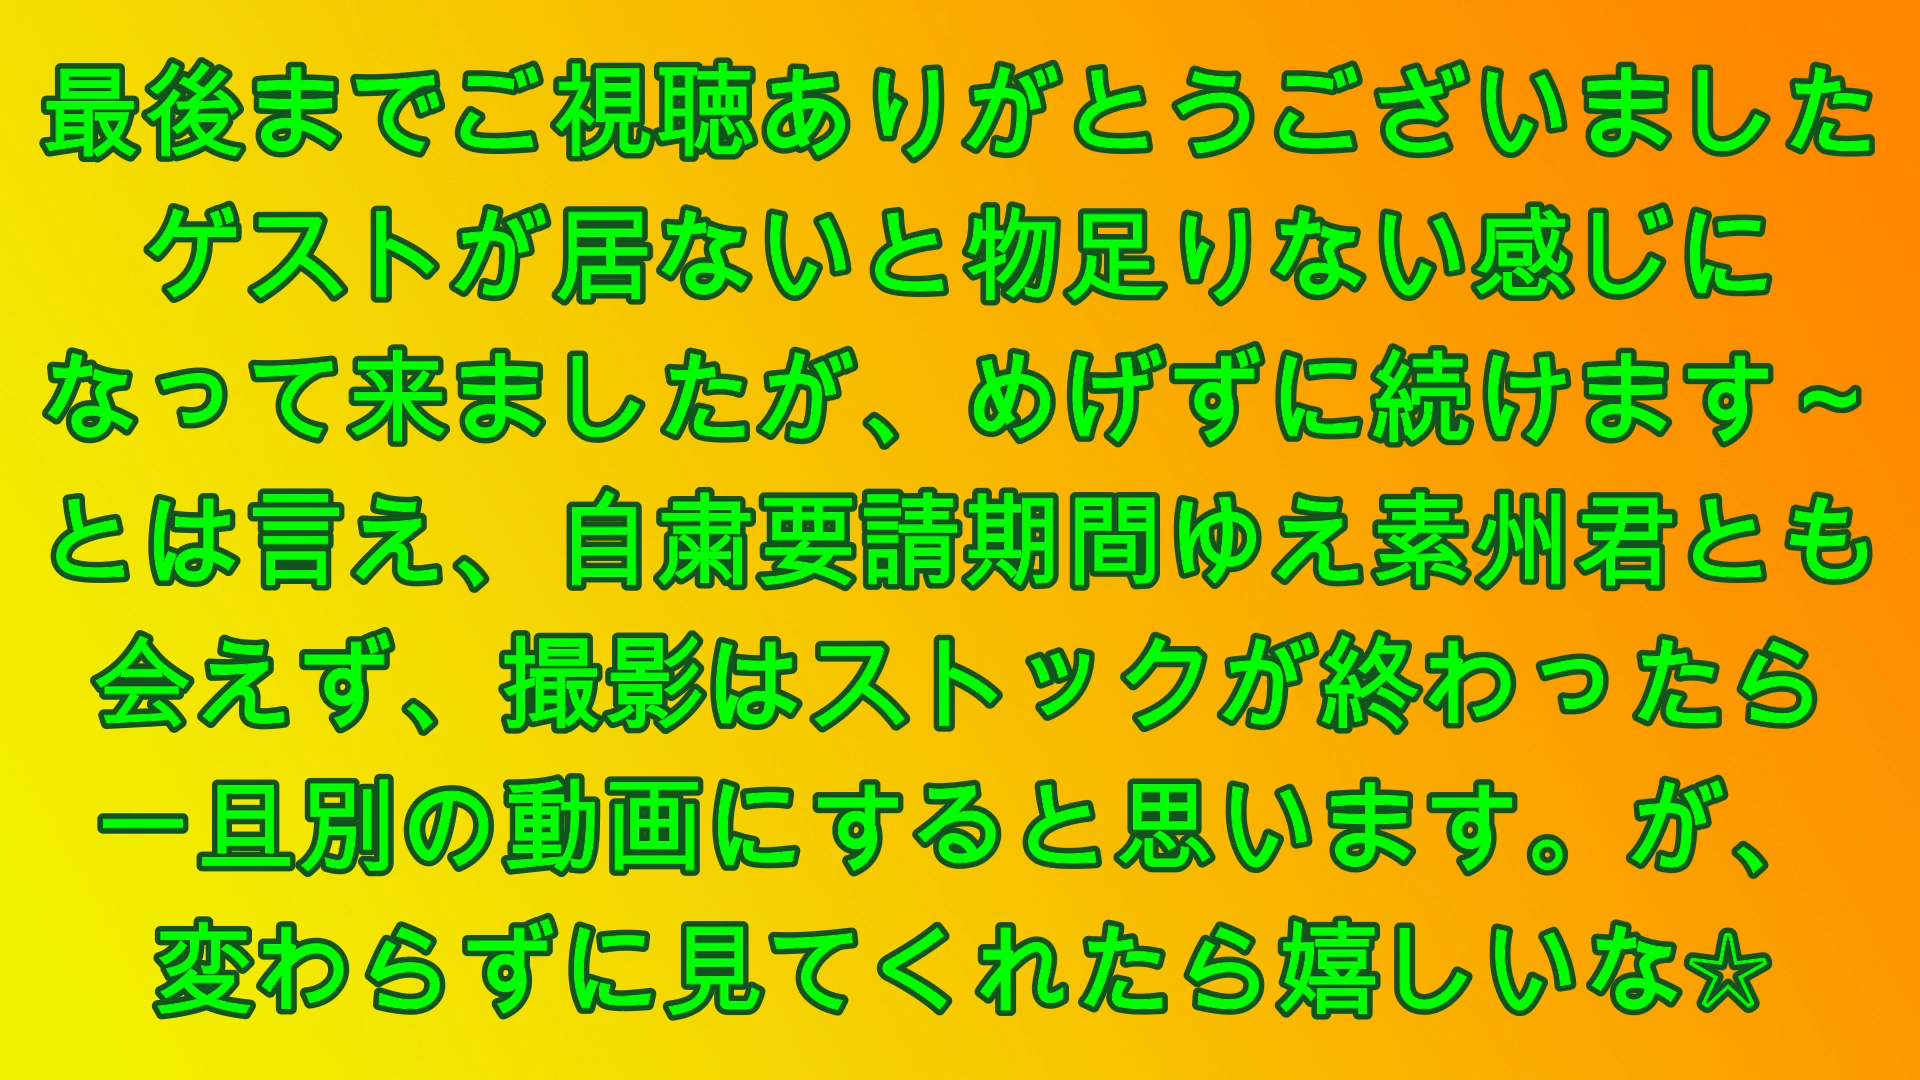 最後までご視聴ありがとうございました
ゲストが居ないと物足りない感じに
なって来ましたが、めげずに続けます~
とは言え、自粛要請期間ゆえ素州君とも
会えず、撮影はストックが終わったら
一旦別の動画にすると思います。が、
変わらずに見てくれたら嬉しいな☆